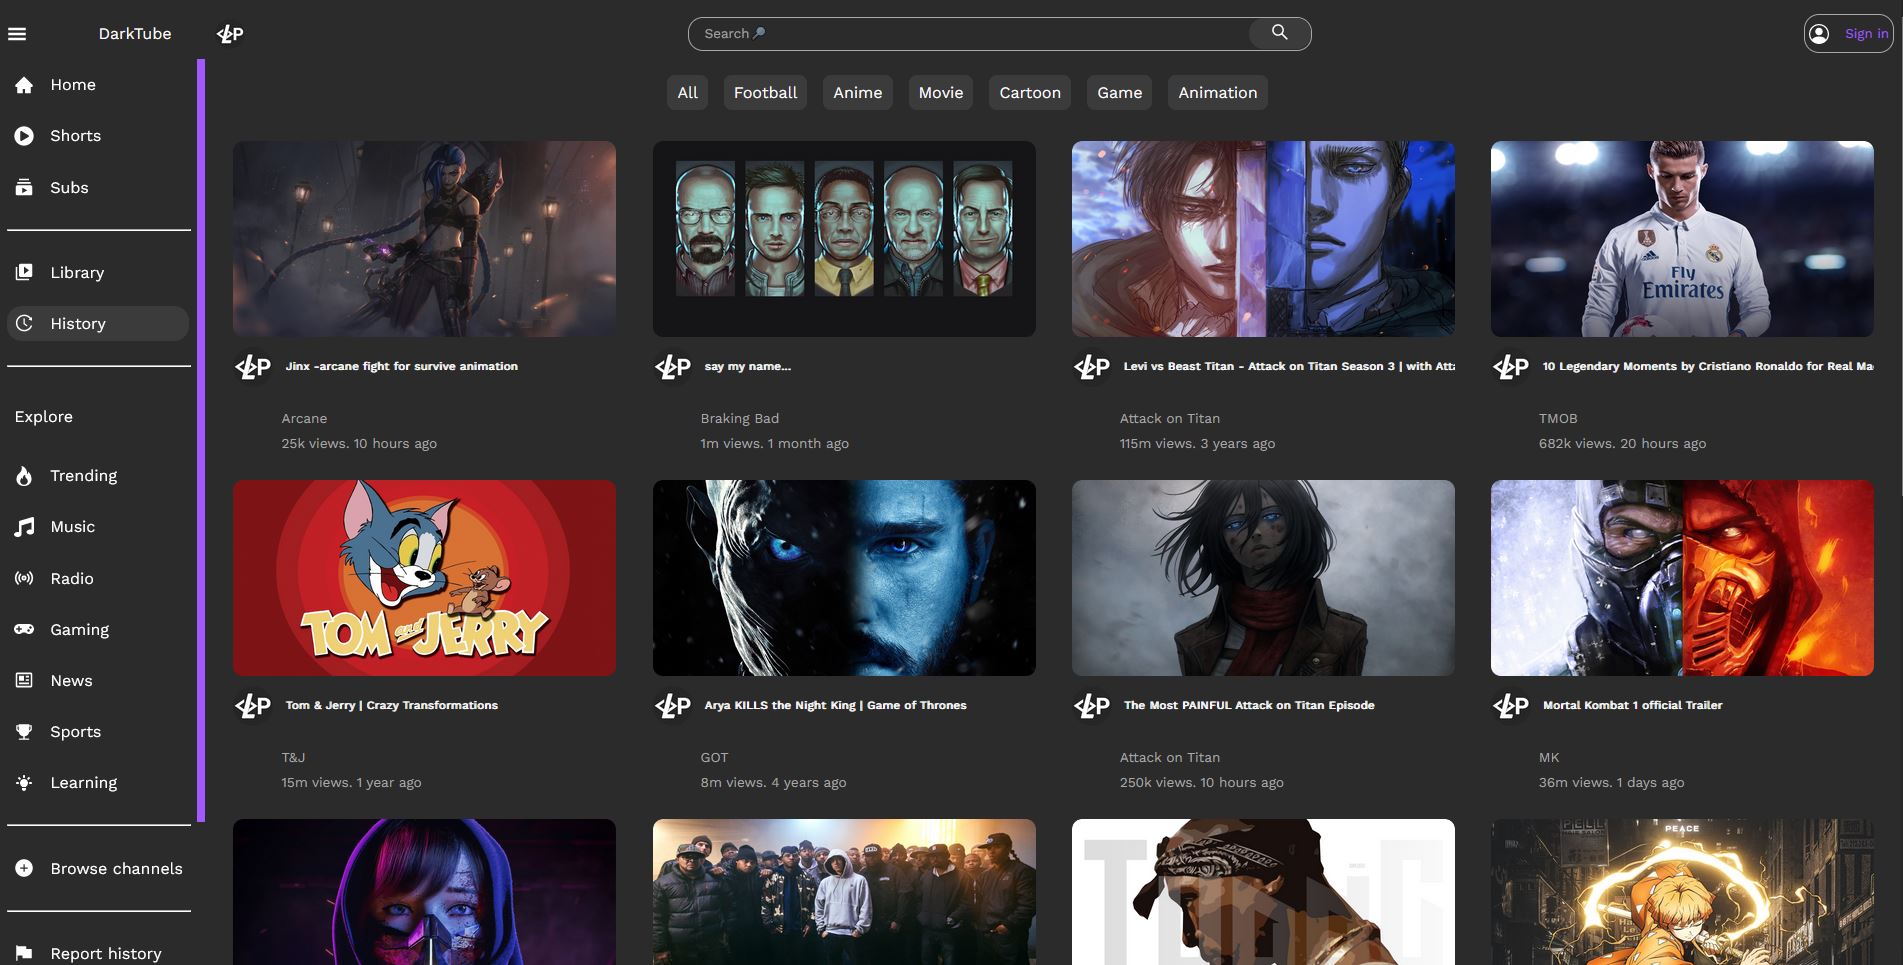 DarkTube
Search
Sign in
Home
Shorts
Subs
Library
History
Explore
Trending
Music
Radio
Gaming
News
Sports
Learning
Browse channels
Report history
All
Football
Anime
Movie
Cartoon
Game
Animation
Fly
Emirates
Jinx -arcane fight for survive animation
Arcane
25k views. 10 hours ago
say my name...
Braking Bad
1m views. 1 month ago
Levi vs Beast Titan - Attack on Titan Season 3 | with Atta
Attack on Titan
115m views. 3 years ago
10 Legendary Moments by Cristiano Ronaldo for Real Ma
TMOB
682k views. 20 hours ago
TOM and JERRY
Tom & Jerry | Crazy Transformations
T&J
15m views. 1 year ago
Arya KILLS the Night King | Game of Thrones
GOT
8m views. 4 years ago
The Most PAINFUL Attack on Titan Episode
Attack on Titan
250k views. 10 hours ago
Mortal Kombat 1 official Trailer
MK
36m views. 1 days ago
PEACE